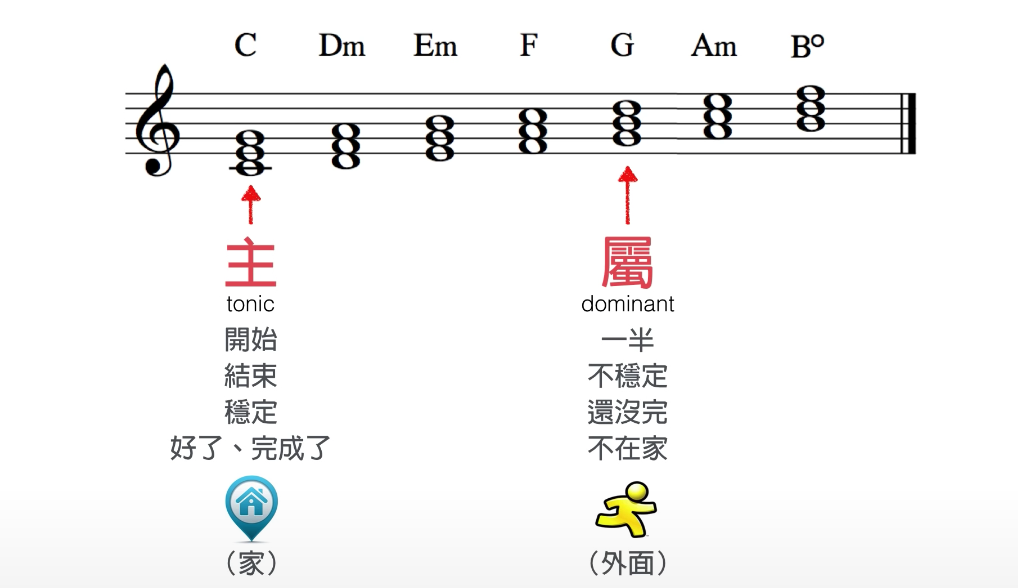 C Dm Em F G Am B°
主 屬
tonic dominant
開始 一半
結束 不穩定
穩定 還沒完
好了、完成了 不在家
（家） （外面）